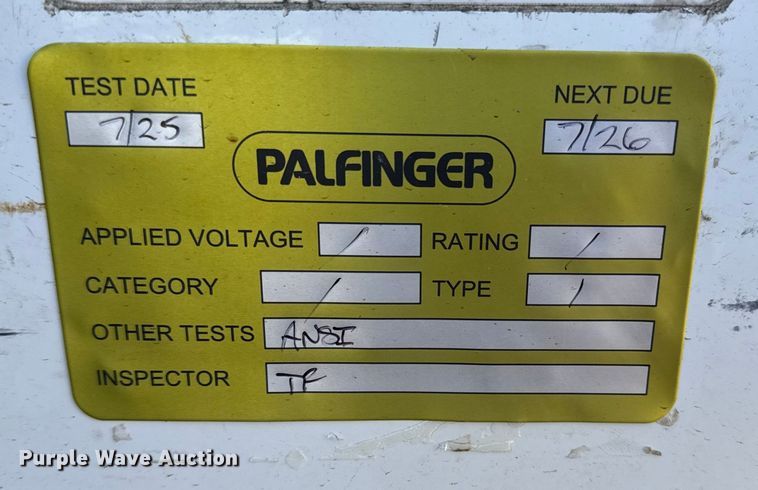 TEST DATE
7/25
NEXT DUE
7/26
PALFINGER
APPLIED VOLTAGE / RATING /
CATEGORY / TYPE /
OTHER TESTS ANSI
INSPECTOR TF
Purple Wave Auction